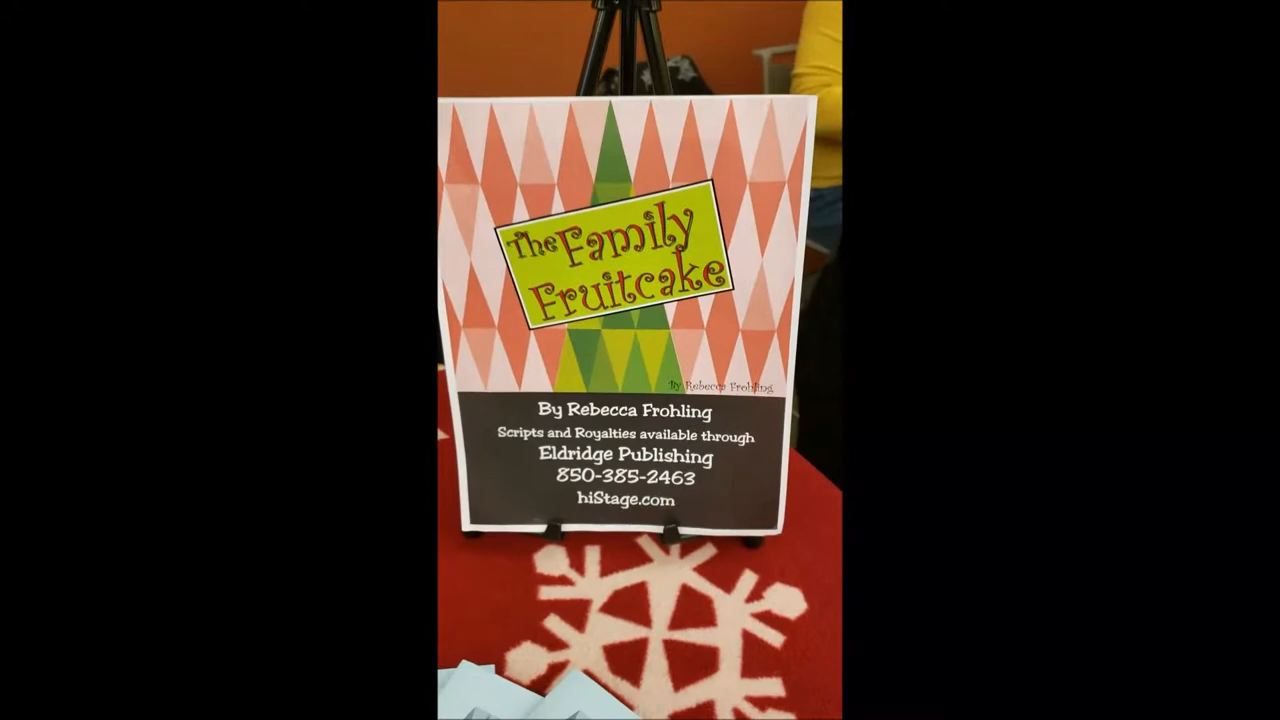 The Family
Fruitcake
By Rebecca Frohling
By Rebecca Frohling
Scripts and Royalties available through
Eldridge Publishing
850-385-2463
hiStage.com